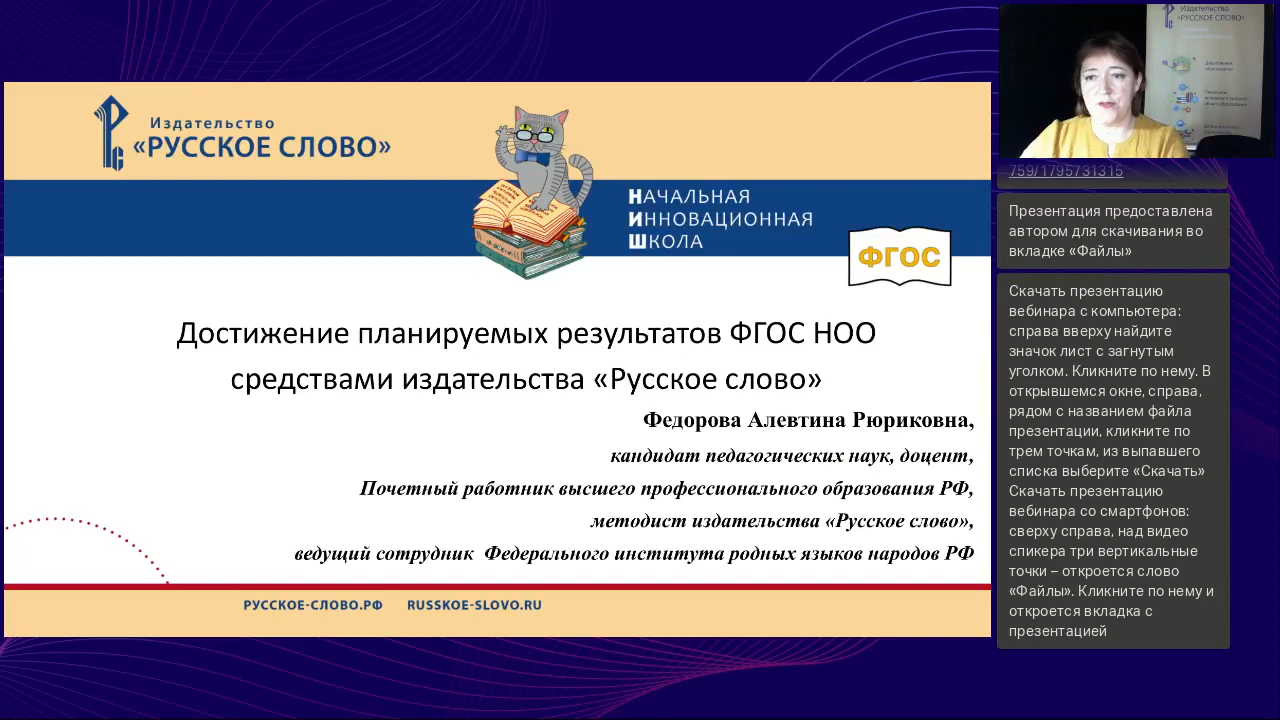 Издательство
«РУССКОЕ СЛОВО»
НАЧАЛЬНАЯ
ИННОВАЦИОННАЯ
ШКОЛА
ФГОС
Достижение планируемых результатов ФГОС НОО
средствами издательства «Русское слово»
Федорова Алевтина Рюриковна,
кандидат педагогических наук, доцент,
Почетный работник высшего профессионального образования РФ,
методист издательства «Русское слово»,
ведущий сотрудник Федерального института родных языков народов РФ
РУССКОЕ-СЛОВО.РФ RUSSKOE-SLOVO.RU
Издательство
«РУССКОЕ СЛОВО»
759/1795731315
Презентация предоставлена
автором для скачивания во
вкладке «Файлы»
Скачать презентацию
вебинара с компьютера:
справа вверху найдите
значок лист с загнутым
уголком. Кликните по нему. В
открывшемся окне, справа,
рядом с названием файла
презентации, кликните по
трем точкам, из выпавшего
списка выберите «Скачать»
Скачать презентацию
вебинара со смартфонов:
сверху справа, над видео
спикера три вертикальные
точки – откроется слово
«Файлы». Кликните по нему и
откроется вкладка с
презентацией